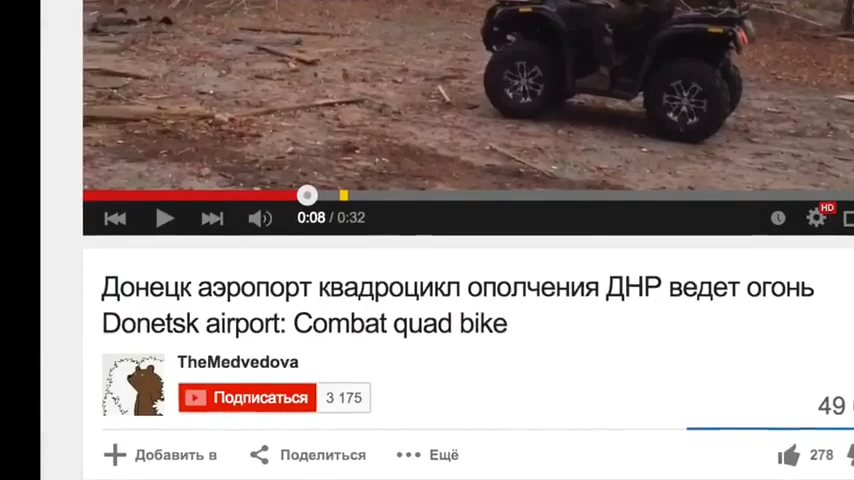 0:08 / 0:32
HD
Донецк аэропорт квадроцикл ополчения ДНР ведет огонь
Donetsk airport: Combat quad bike
TheMedvedova
Подписаться 3 175
49
Добавить в Поделиться Ещё 278